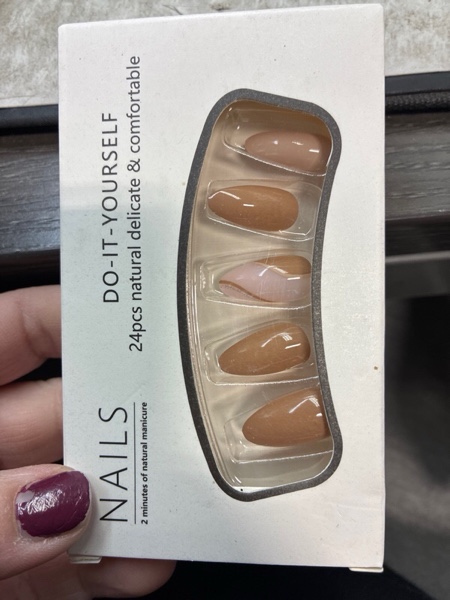 DO-IT-YOURSELF
24pcs natural delicate & comfortable
NAILS
2 minutes of natural manicure